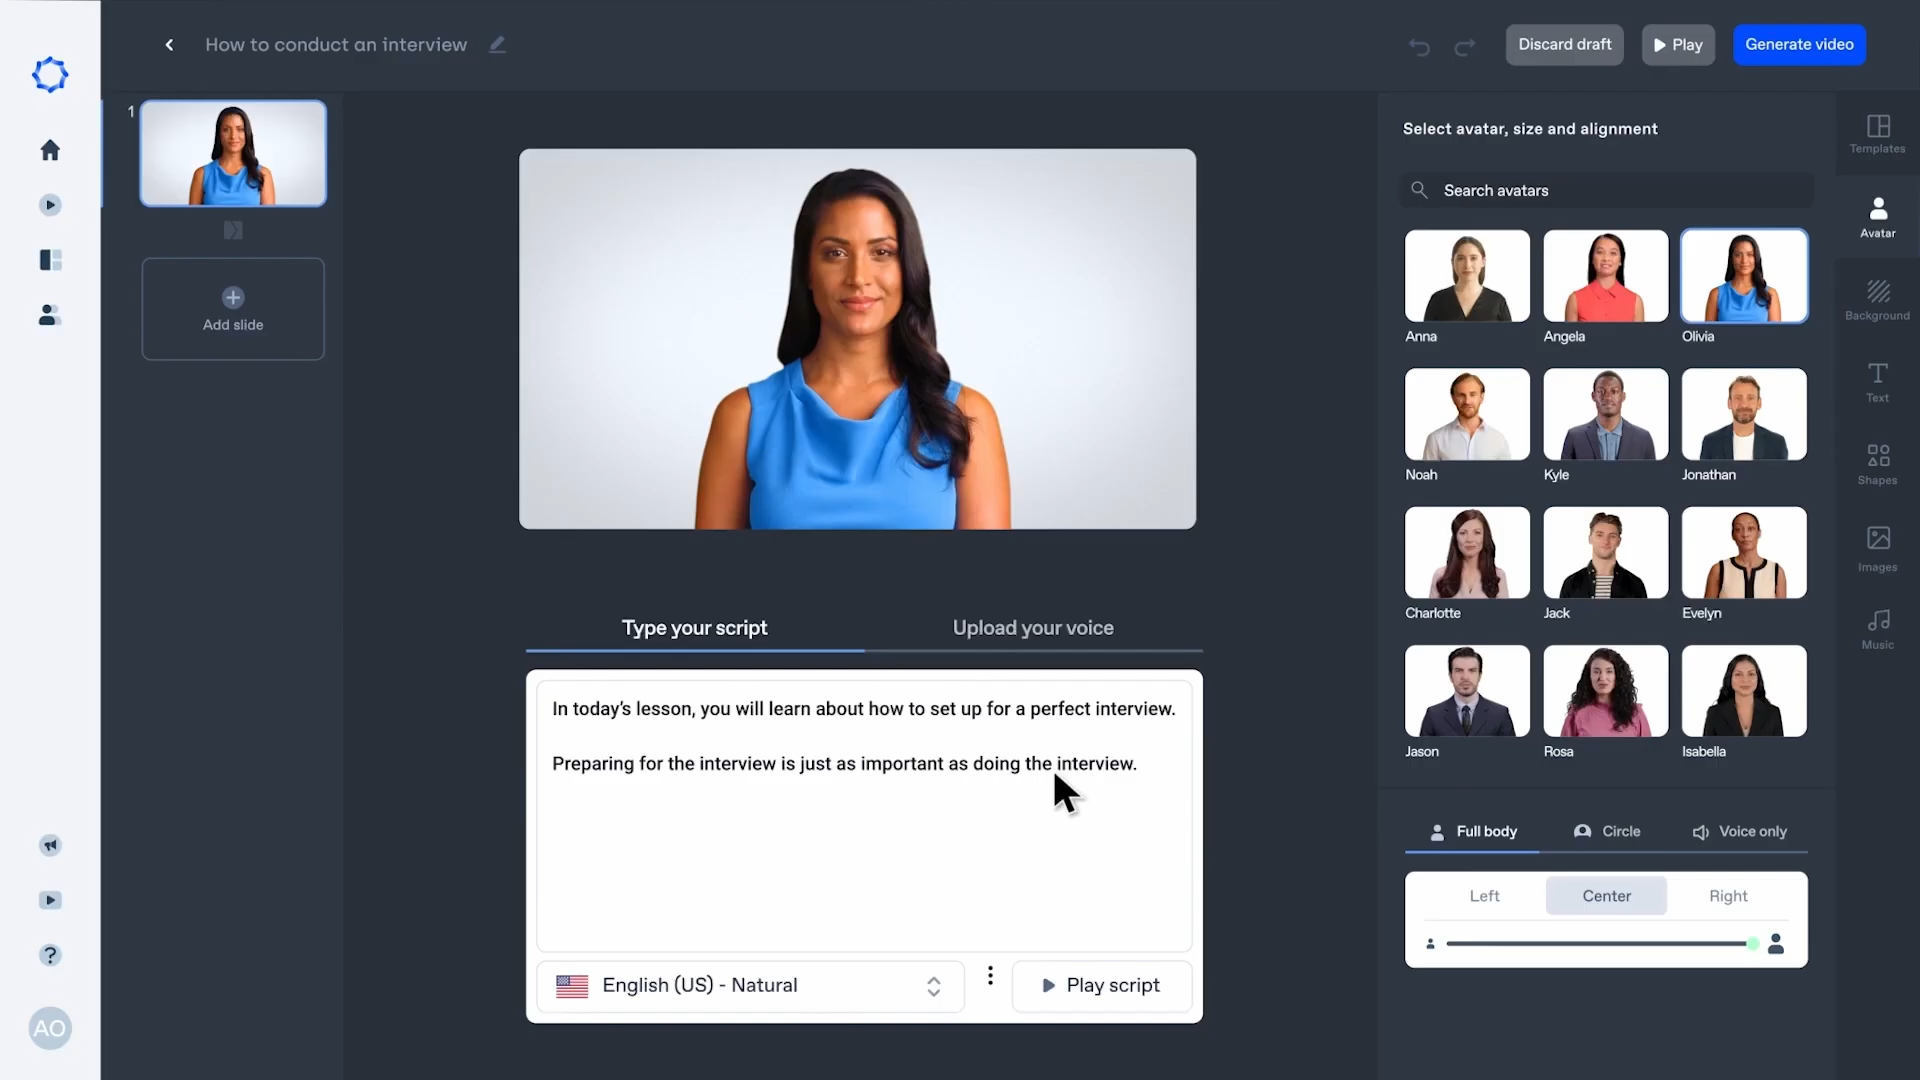 How to conduct an interview
Discard draft
Play
Generate video
1
Add slide
Type your script
Upload your voice
In today's lesson, you will learn about how to set up for a perfect interview.
Preparing for the interview is just as important as doing the interview.
English (US) - Natural
Play script
Select avatar, size and alignment
Search avatars
Anna
Angela
Olivia
Noah
Kyle
Jonathan
Charlotte
Jack
Evelyn
Jason
Rosa
Isabella
Full body
Circle
Voice only
Left
Center
Right
Templates
Avatar
Background
Text
Shapes
Images
Music
?
AO